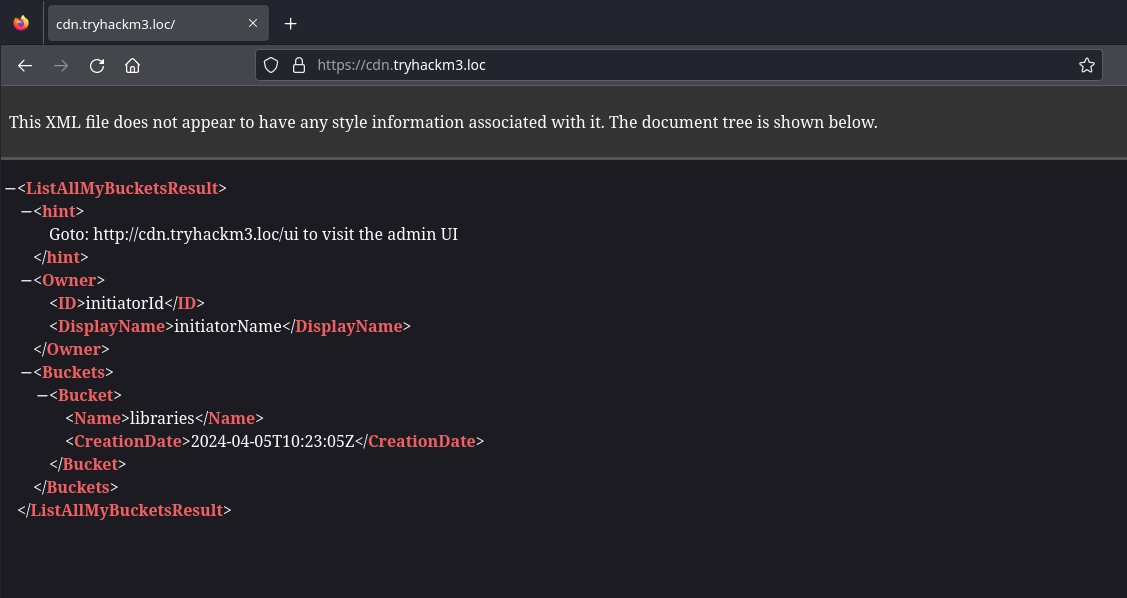 cdn.tryhackm3.loc/
https://cdn.tryhackm3.loc
This XML file does not appear to have any style information associated with it. The document tree is shown below.
—<ListAllMyBucketsResult>
—<hint>
Goto: http://cdn.tryhackm3.loc/ui to visit the admin UI
</hint>
—<Owner>
<ID>initiatorId</ID>
<DisplayName>initiatorName</DisplayName>
</Owner>
—<Buckets>
—<Bucket>
<Name>libraries</Name>
<CreationDate>2024-04-05T10:23:05Z</CreationDate>
</Bucket>
</Buckets>
</ListAllMyBucketsResult>